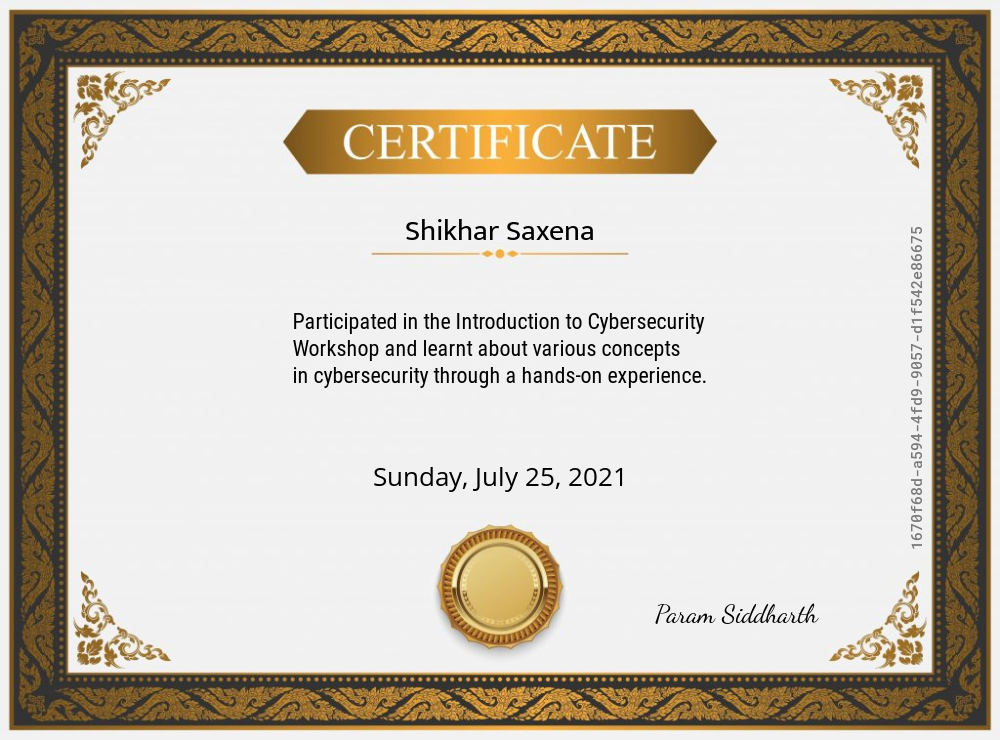 CERTIFICATE
Shikhar Saxena
Participated in the Introduction to Cybersecurity
Workshop and learnt about various concepts
in cybersecurity through a hands-on experience.
Sunday, July 25, 2021
Param Siddharth
1670f68d-a594-4fd9-9057-d1f542e86675